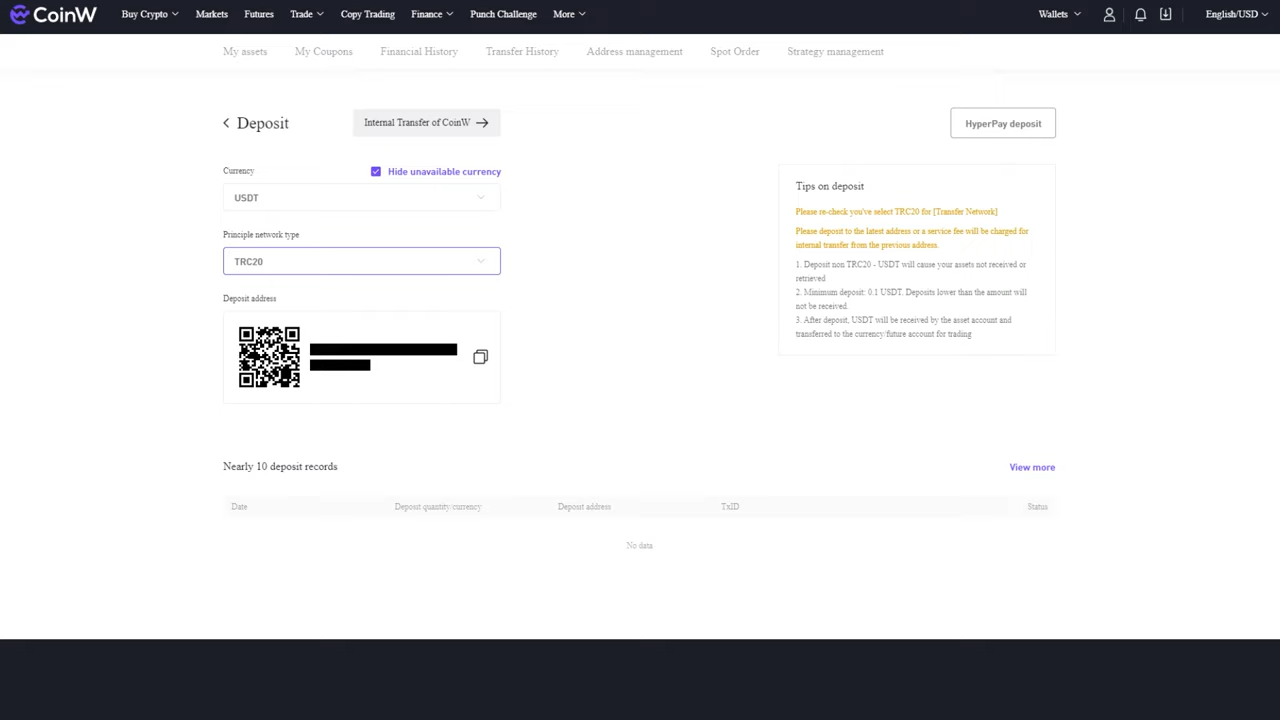 CoinW Buy Crypto Markets Futures Trade Copy Trading Finance Punch Challenge More Wallets English/USD
My assets My Coupons Financial History Transfer History Address management Spot Order Strategy management
Deposit Internal Transfer of CoinW HyperPay deposit
Currency Hide unavailable currency
USDT
Principle network type
TRC20
Deposit address
Tips on deposit
Please re-check you've select TRC20 for [Transfer Network]
Please deposit to the latest address or a service fee will be charged for
internal transfer from the previous address.
1. Deposit non TRC20 - USDT will cause your assets not received or
retrieved
2. Minimum deposit: 0.1 USDT. Deposits lower than the amount will
not be received.
3. After deposit, USDT will be received by the asset account and
transferred to the currency/future account for trading
Nearly 10 deposit records View more
Date Deposit quantity/currency Deposit address TxID Status
No data